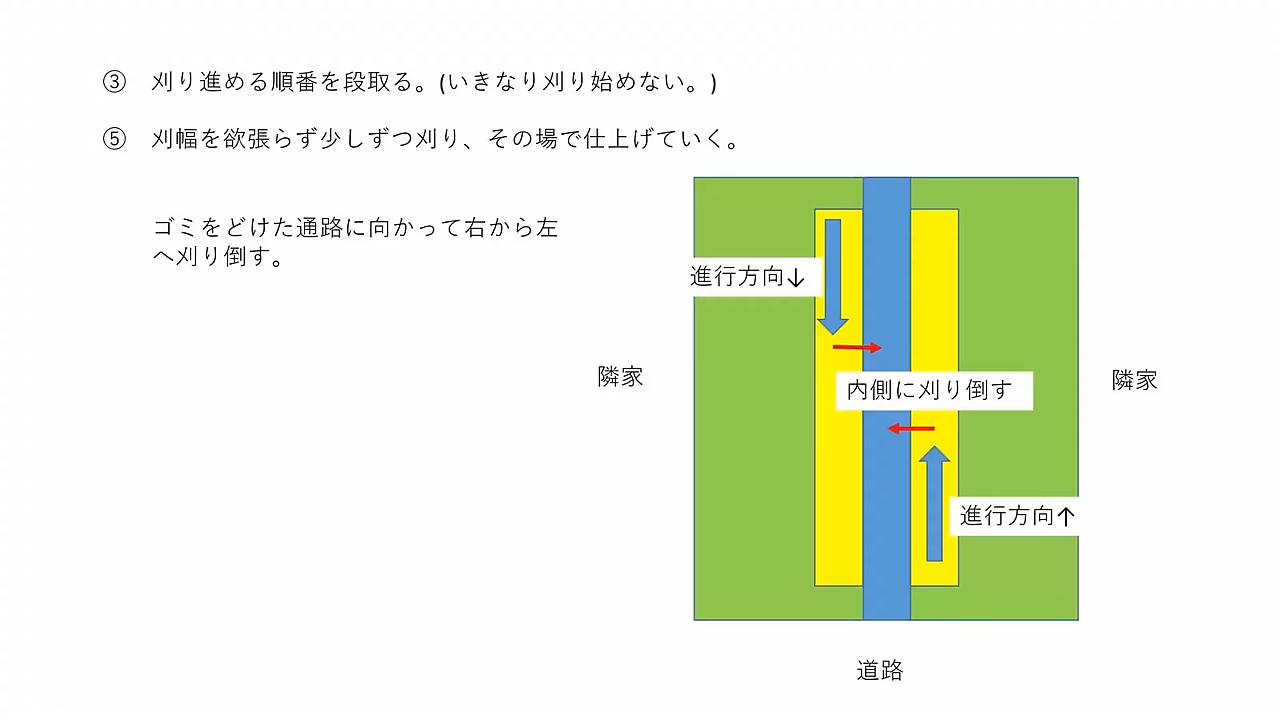 ③　刈り進める順番を段取る。(いきなり刈り始めない。)
⑤　刈幅を欲張らず少しずつ刈り、その場で仕上げていく。
ゴミをどけた通路に向かって右から左
へ刈り倒す。
進行方向↓
隣家
内側に刈り倒す
隣家
進行方向↑
道路